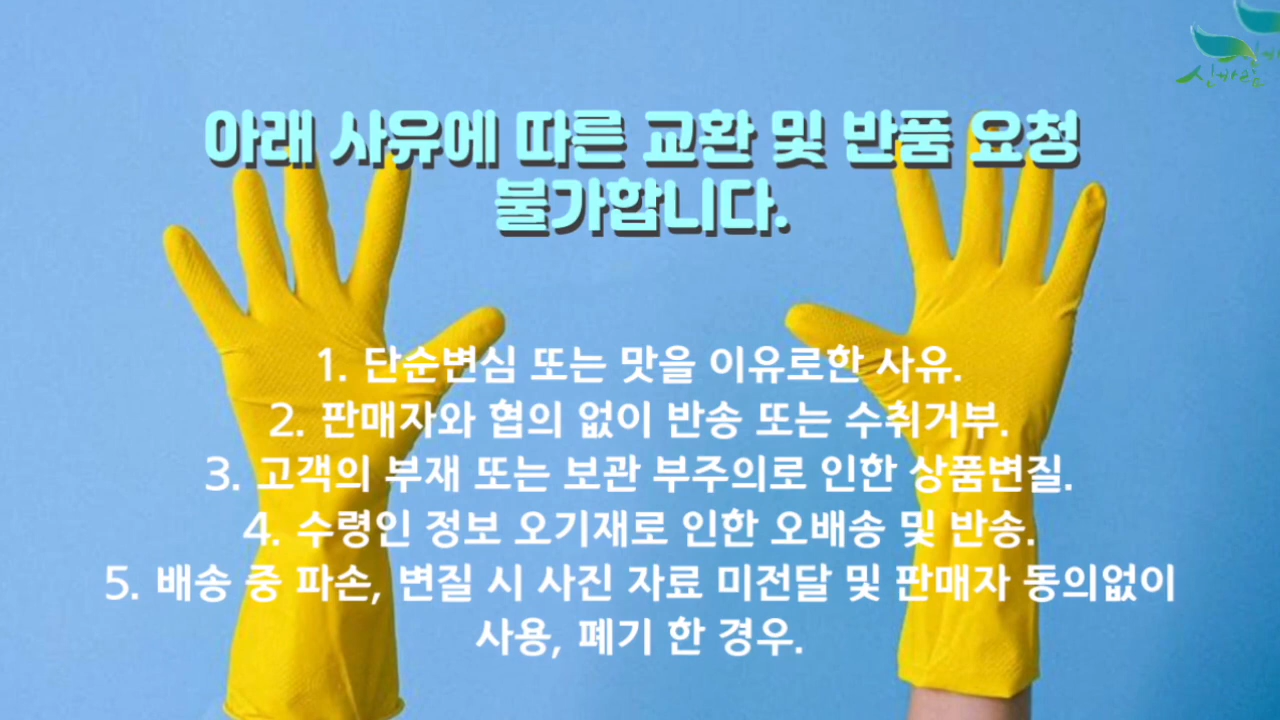 신바람
아래 사유에 따른 교환 및 반품 요청
불가합니다.
1. 단순변심 또는 맛을 이유로한 사유.
2. 판매자와 협의 없이 반송 또는 수취거부.
3. 고객의 부재 또는 보관 부주의로 인한 상품변질.
4. 수령인 정보 오기재로 인한 오배송 및 반송.
5. 배송 중 파손, 변질 시 사진 자료 미전달 및 판매자 동의없이
사용, 폐기 한 경우.